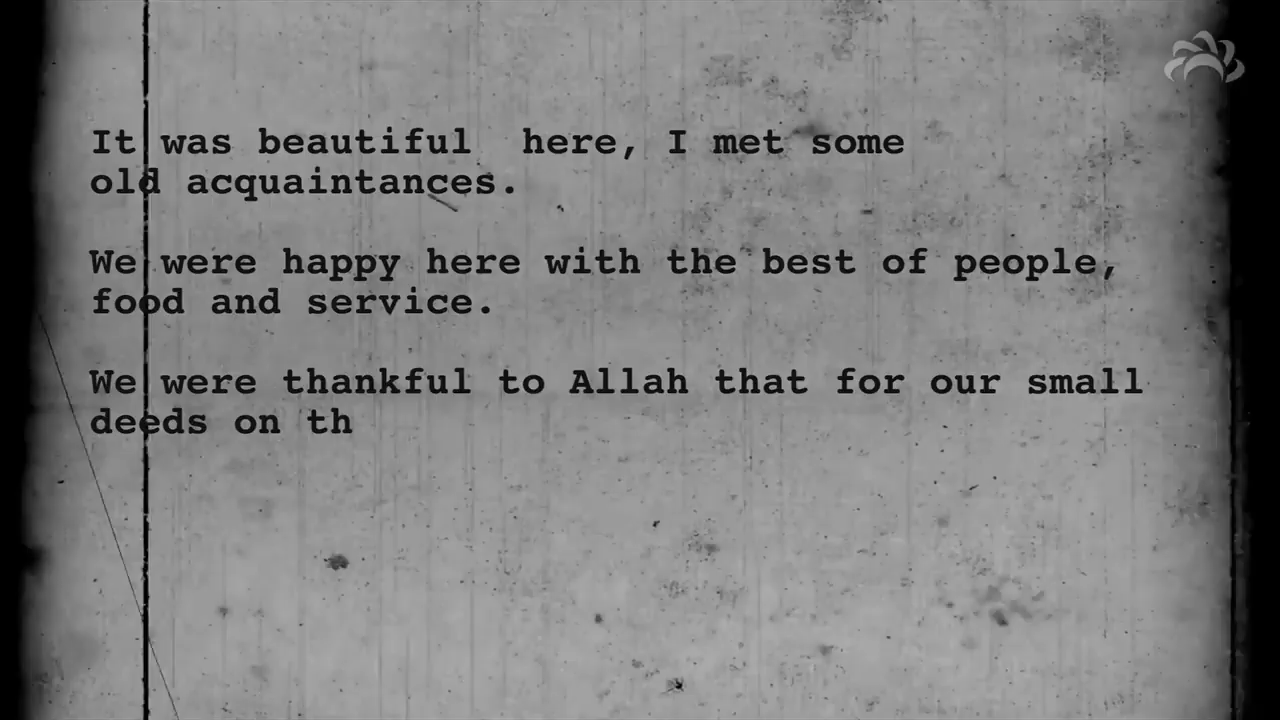 It was beautiful  here, I met some
old acquaintances.
We were happy here with the best of people,
food and service.
We were thankful to Allah that for our small
deeds on th